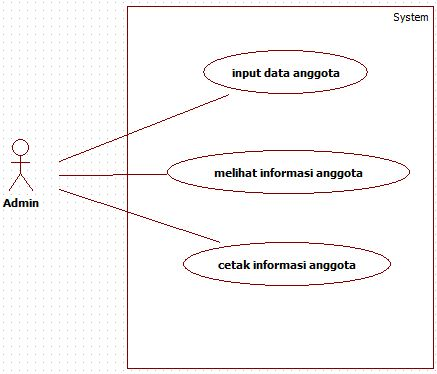 System
input data anggota
melihat informasi anggota
Admin
cetak informasi anggota